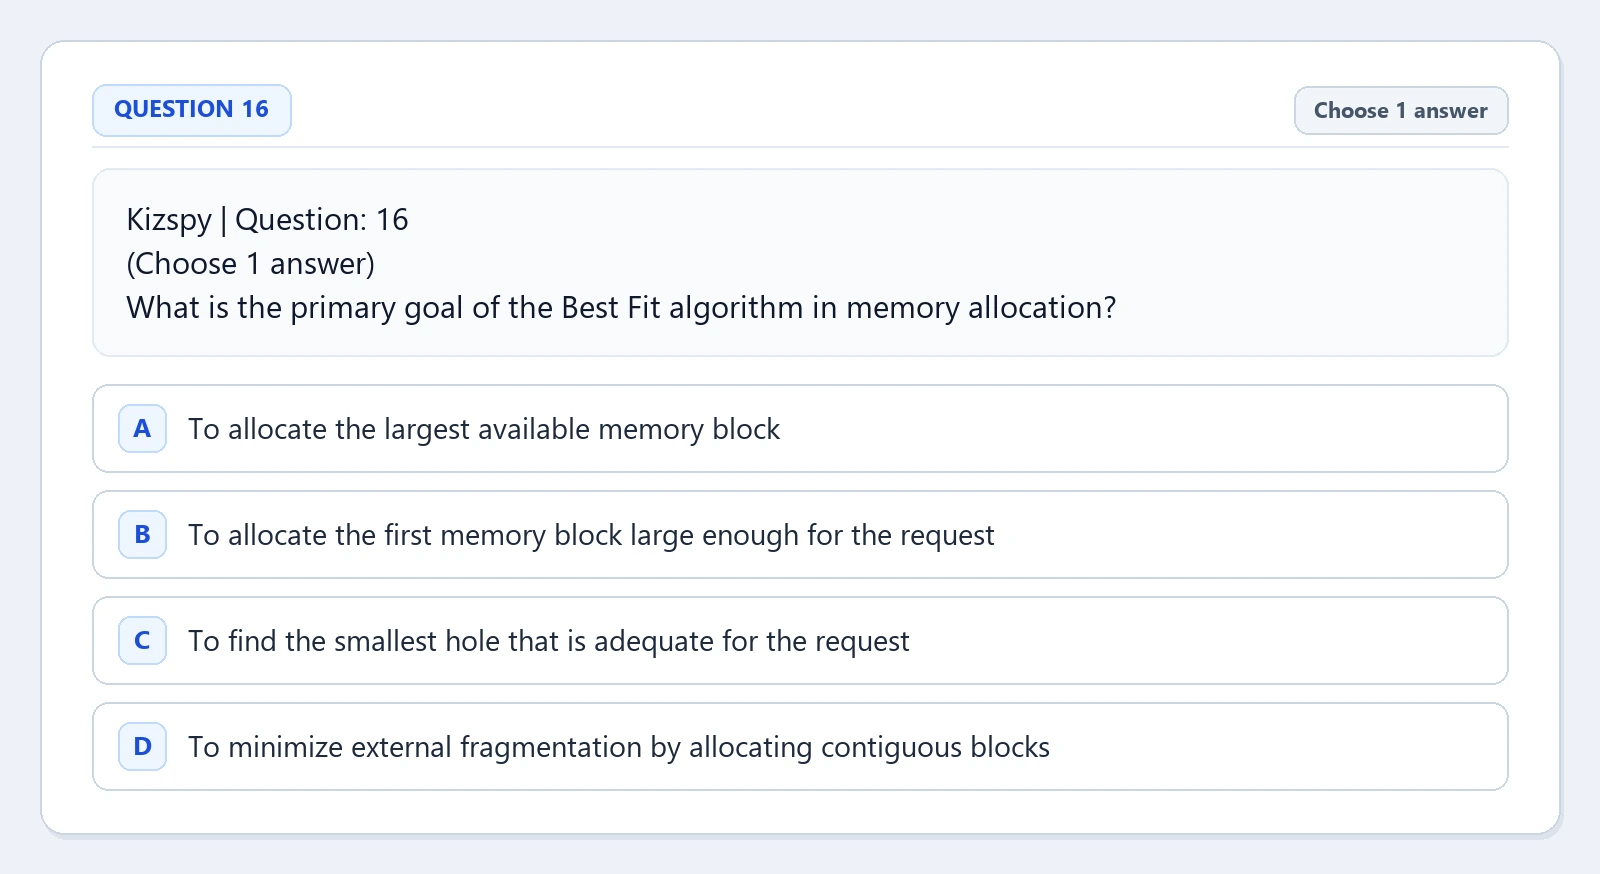 QUESTION 16
Choose 1 answer
Kizspy | Question: 16
(Choose 1 answer)
What is the primary goal of the Best Fit algorithm in memory allocation?
A To allocate the largest available memory block
B To allocate the first memory block large enough for the request
C To find the smallest hole that is adequate for the request
D To minimize external fragmentation by allocating contiguous blocks